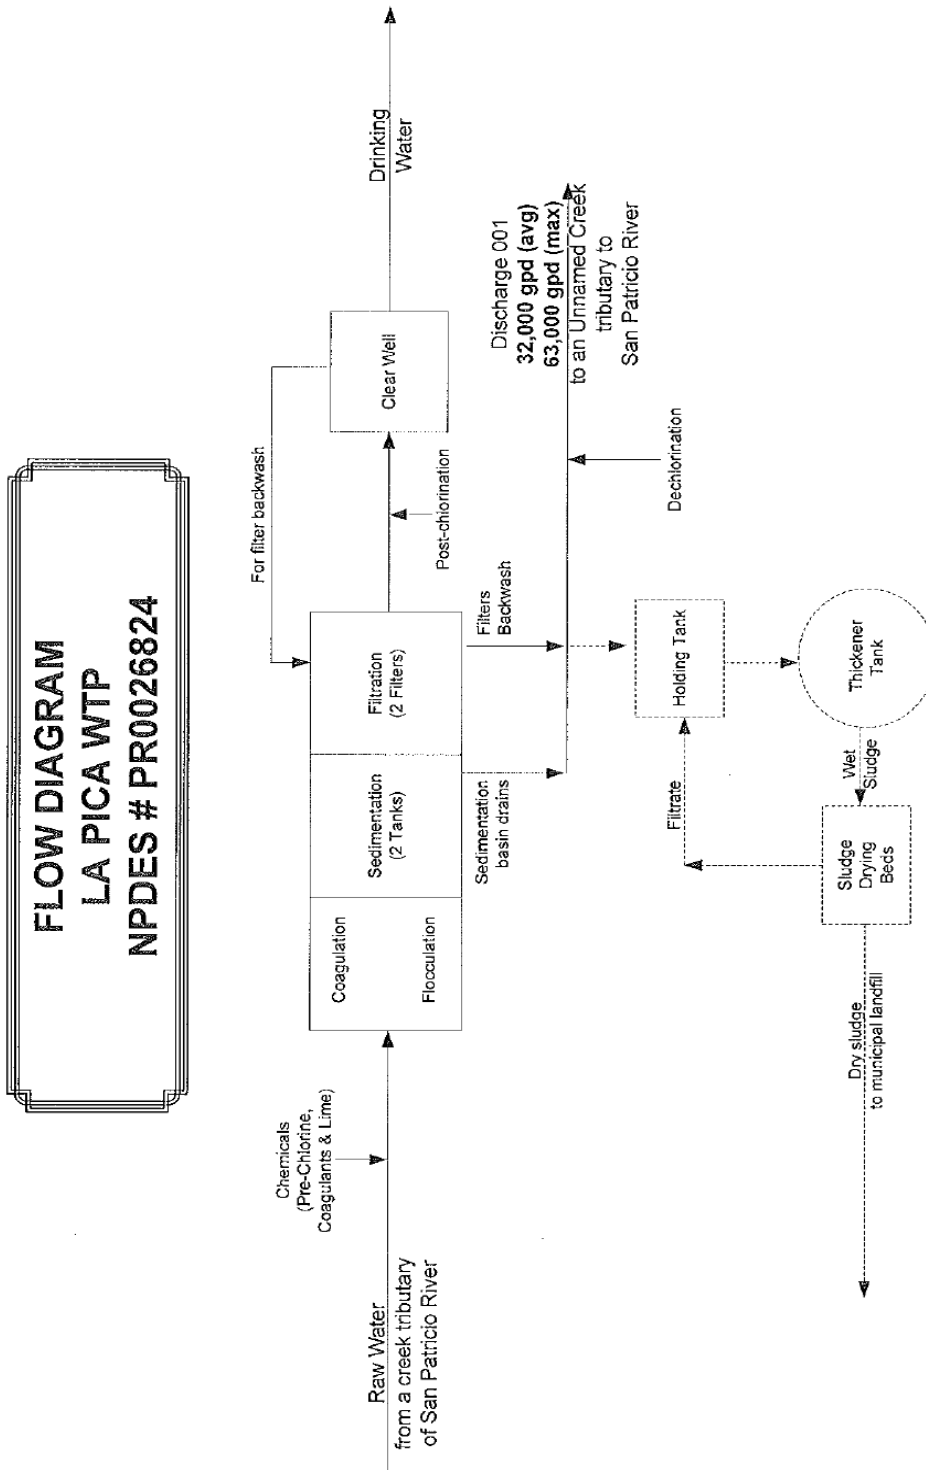 FLOW DIAGRAM
LA PICA WTP
NPDES # PR0026824
For filter backwash
Chemicals
(Pre-Chlorine,
Coagulants & Lime)
Raw Water
from a creek tributary
of San Patricio River
Coagulation
Flocculation
Sedimentation
(2 Tanks)
Filtration
(2 Filters)
Post-chlorination
Clear Well
Drinking
Water
Sedimentation
basin drains
Filters
Backwash
Discharge 001
32,000 gpd (avg)
63,000 gpd (max)
to an Unnamed Creek
tributary to
San Patricio River
Dechlorination
Holding Tank
Filtrate
Thickener
Tank
Wet
Sludge
Sludge
Drying
Beds
Dry sludge
to municipal landfill